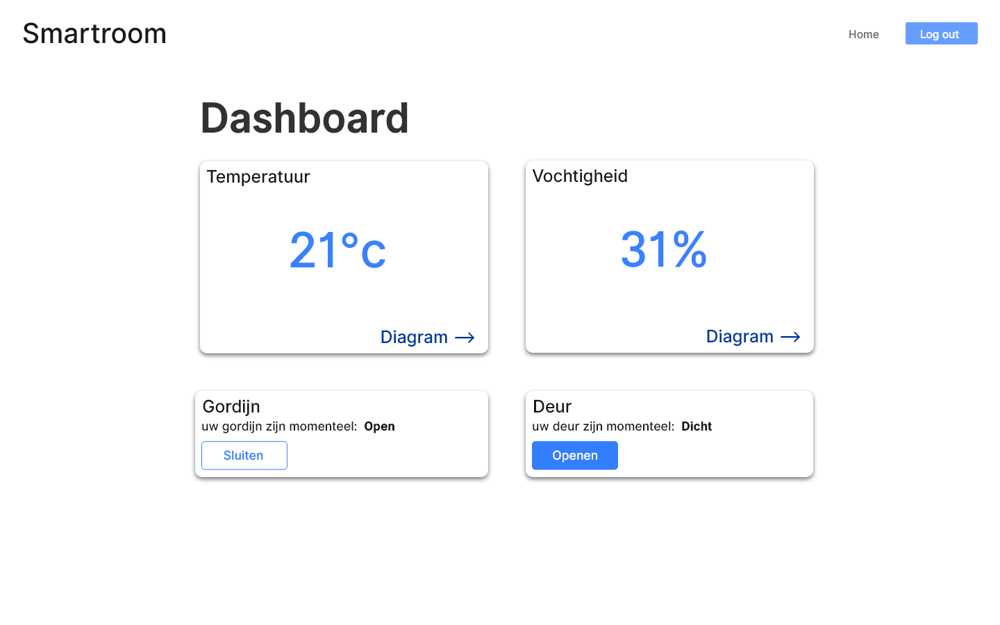 Smartroom
Home
Log out
Dashboard
Temperatuur
21°c
Diagram →
Vochtigheid
31%
Diagram →
Gordijn
uw gordijn zijn momenteel: Open
Sluiten
Deur
uw deur zijn momenteel: Dicht
Openen